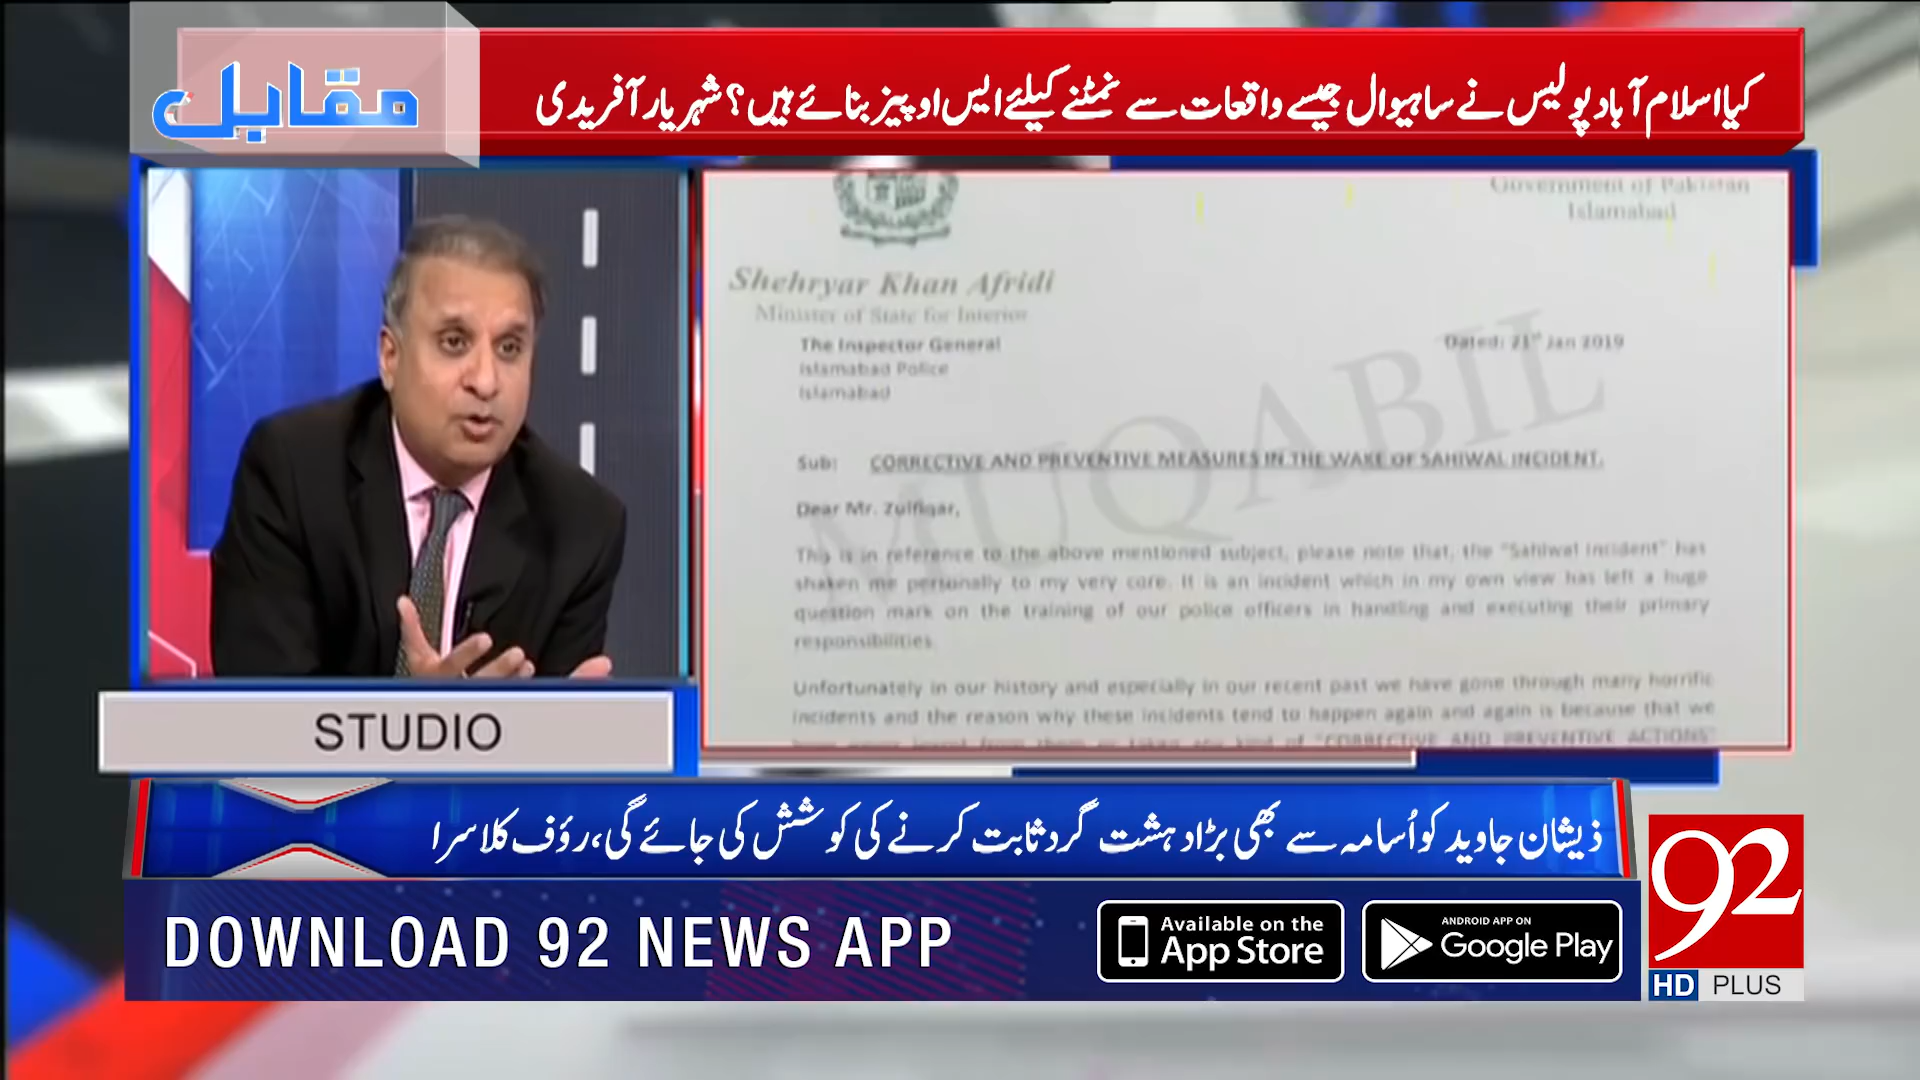 مقابل
کیا اسلام آباد پولیس نے ساہیوال جیسے واقعات سے نمٹنے کیلئے ایس او پیز بنائے ہیں؟ شہریار آفریدی
Government of Pakistan
Islamabad
Shehryar Khan Afridi
Minister of State for Interior
The Inspector General
Islamabad Police
Islamabad
Dated: 21st Jan 2019
MUQABIL
Sub: CORRECTIVE AND PREVENTIVE MEASURES IN THE WAKE OF SAHIWAL INCIDENT.
Dear Mr. Zulfiqar,
This is in reference to the above mentioned subject, please note that, the "Sahiwal Incident" has
shaken me personally to my very core. It is an incident which in my own view has left a huge
question mark on the training of our police officers in handling and executing their primary
responsibilities.
Unfortunately in our history and especially in our recent past we have gone through many horrific
incidents and the reason why these incidents tend to happen again and again is because that we
"CORRECTIVE AND PREVENTIVE ACTIONS"
STUDIO
ذیشان جاوید کو اُسامہ سے بھی بڑا دہشت گرد ثابت کرنے کی کوشش کی جائے گی، رؤف کلاسرا
DOWNLOAD 92 NEWS APP
Available on the
App Store
ANDROID APP ON
Google Play
92
HD PLUS